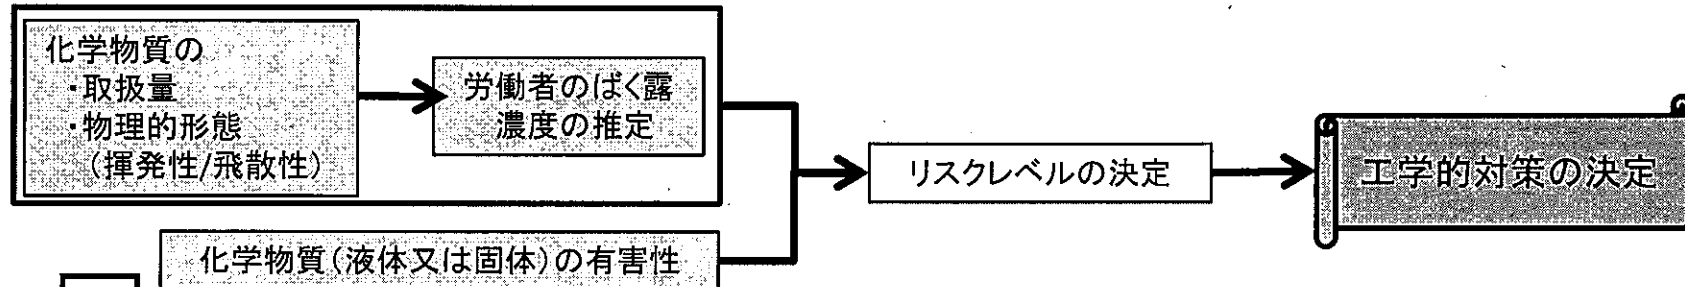 化学物質の
・取扱量
・物理的形態
(揮発性/飛散性)
労働者のばく露
濃度の推定
化学物質(液体又は固体)の有害性
リスクレベルの決定
工学的対策の決定